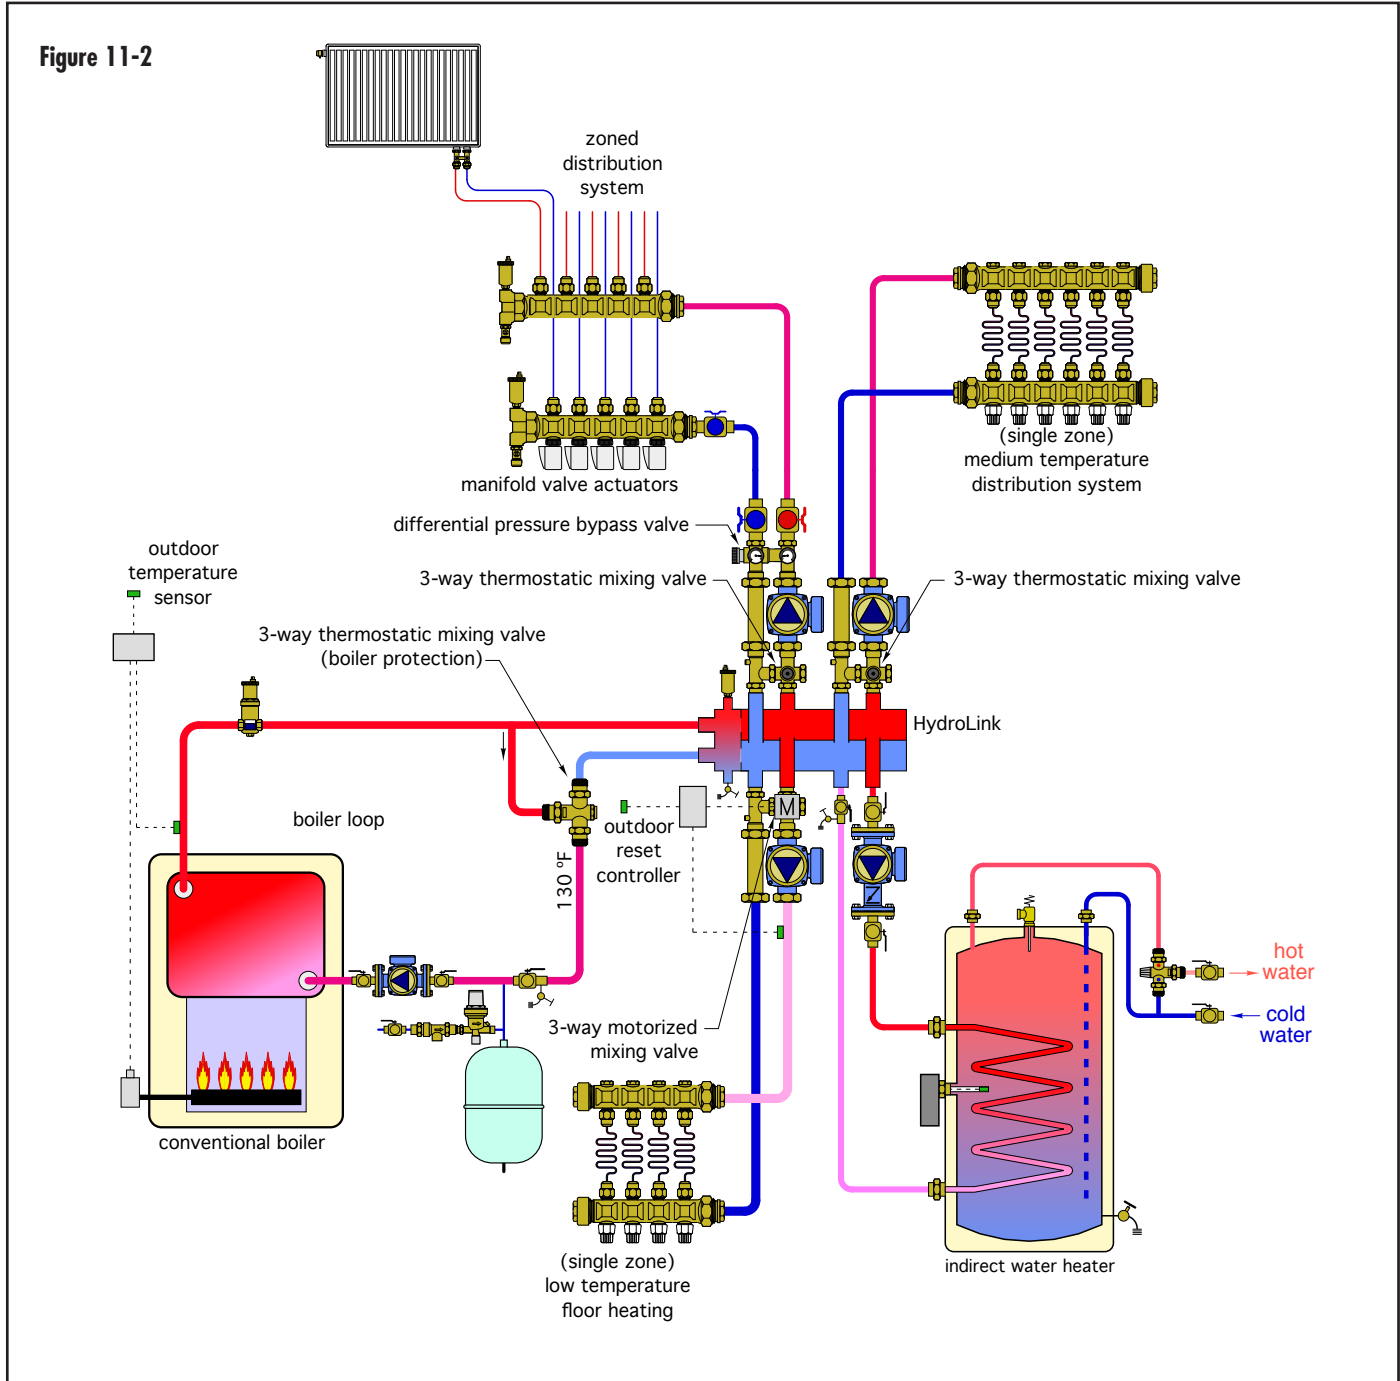 Figure 11-2
zoned
distribution
system
(single zone)
medium temperature
distribution system
manifold valve actuators
differential pressure bypass valve
3-way thermostatic mixing valve
3-way thermostatic mixing valve
outdoor
temperature
sensor
3-way thermostatic mixing valve
(boiler protection)
HydroLink
boiler loop
M
outdoor
reset
controller
130 ºF
hot
water
cold
water
3-way motorized
mixing valve
conventional boiler
(single zone)
low temperature
floor heating
indirect water heater